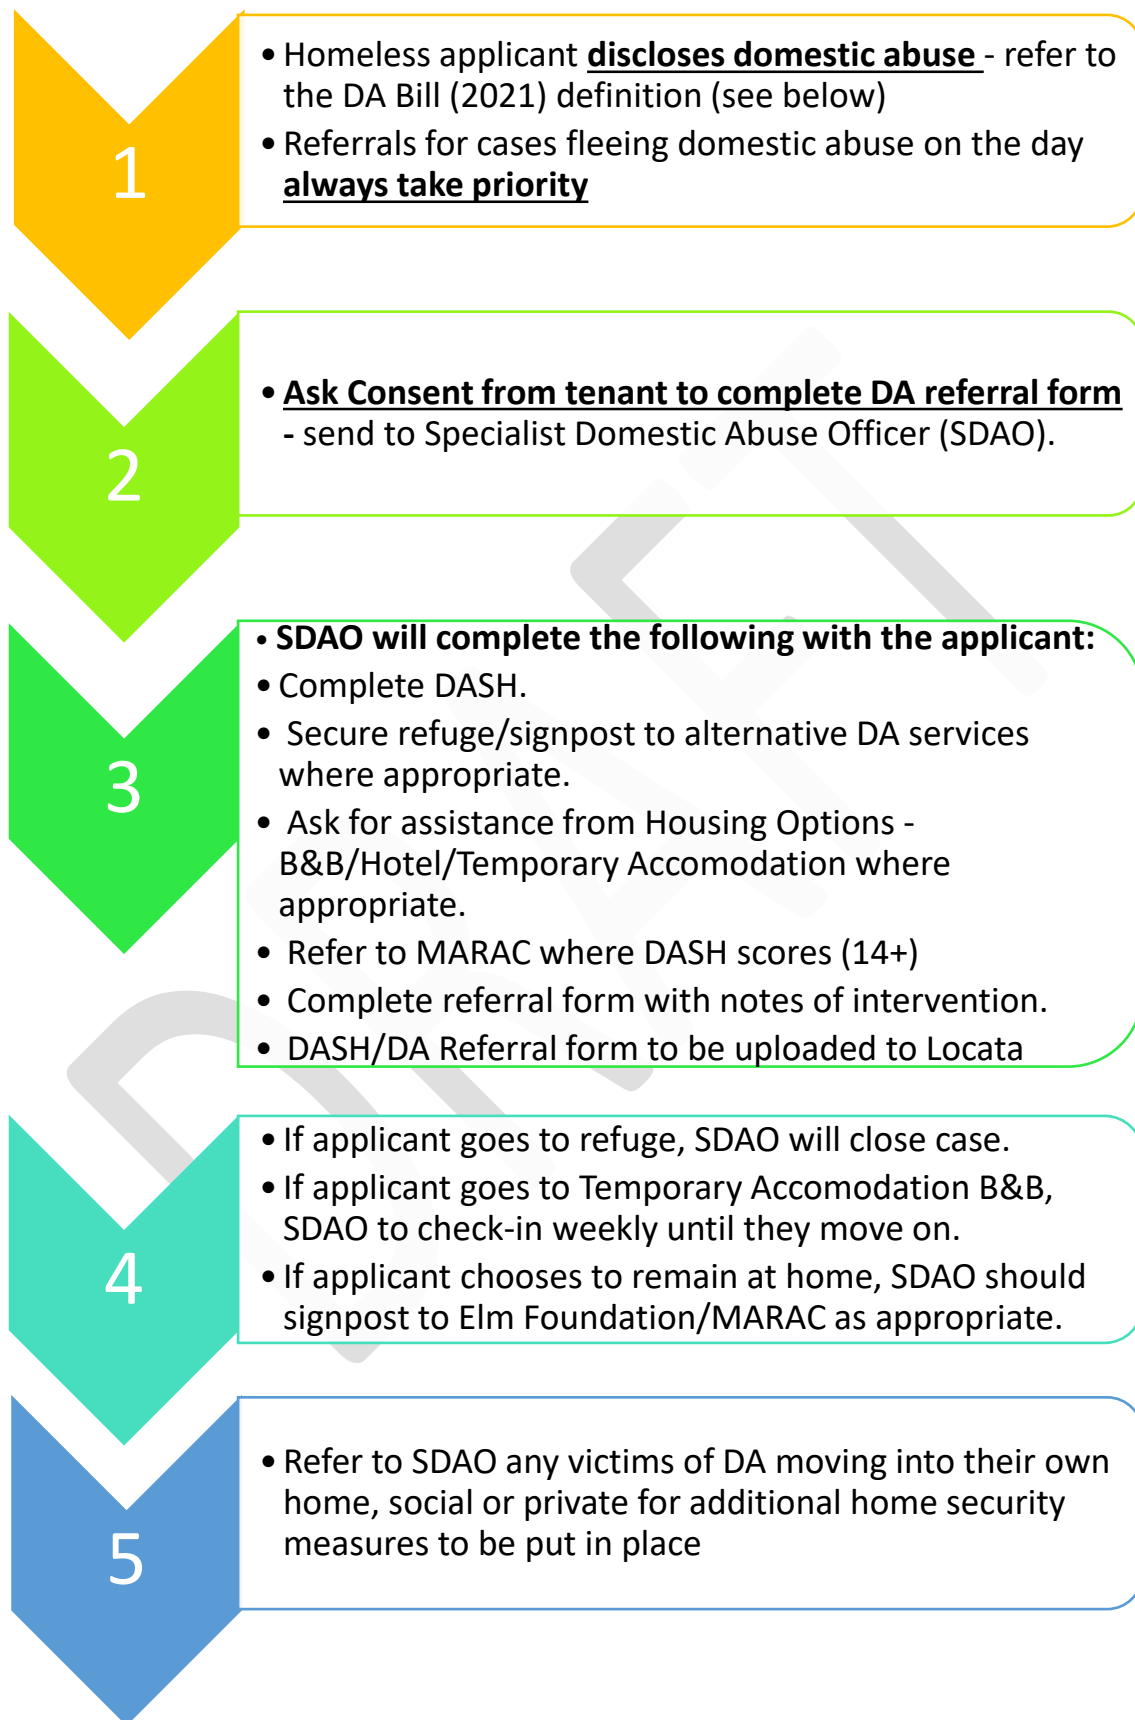 1
• Homeless applicant discloses domestic abuse - refer to
the DA Bill (2021) definition (see below)
• Referrals for cases fleeing domestic abuse on the day
always take priority
2
• Ask Consent from tenant to complete DA referral form
- send to Specialist Domestic Abuse Officer (SDAO).
3
• SDAO will complete the following with the applicant:
• Complete DASH.
• Secure refuge/signpost to alternative DA services
where appropriate.
• Ask for assistance from Housing Options -
B&B/Hotel/Temporary Accomodation where
appropriate.
• Refer to MARAC where DASH scores (14+)
• Complete referral form with notes of intervention.
• DASH/DA Referral form to be uploaded to Locata
4
• If applicant goes to refuge, SDAO will close case.
• If applicant goes to Temporary Accomodation B&B,
SDAO to check-in weekly until they move on.
• If applicant chooses to remain at home, SDAO should
signpost to Elm Foundation/MARAC as appropriate.
5
• Refer to SDAO any victims of DA moving into their own
home, social or private for additional home security
measures to be put in place
DRAFT